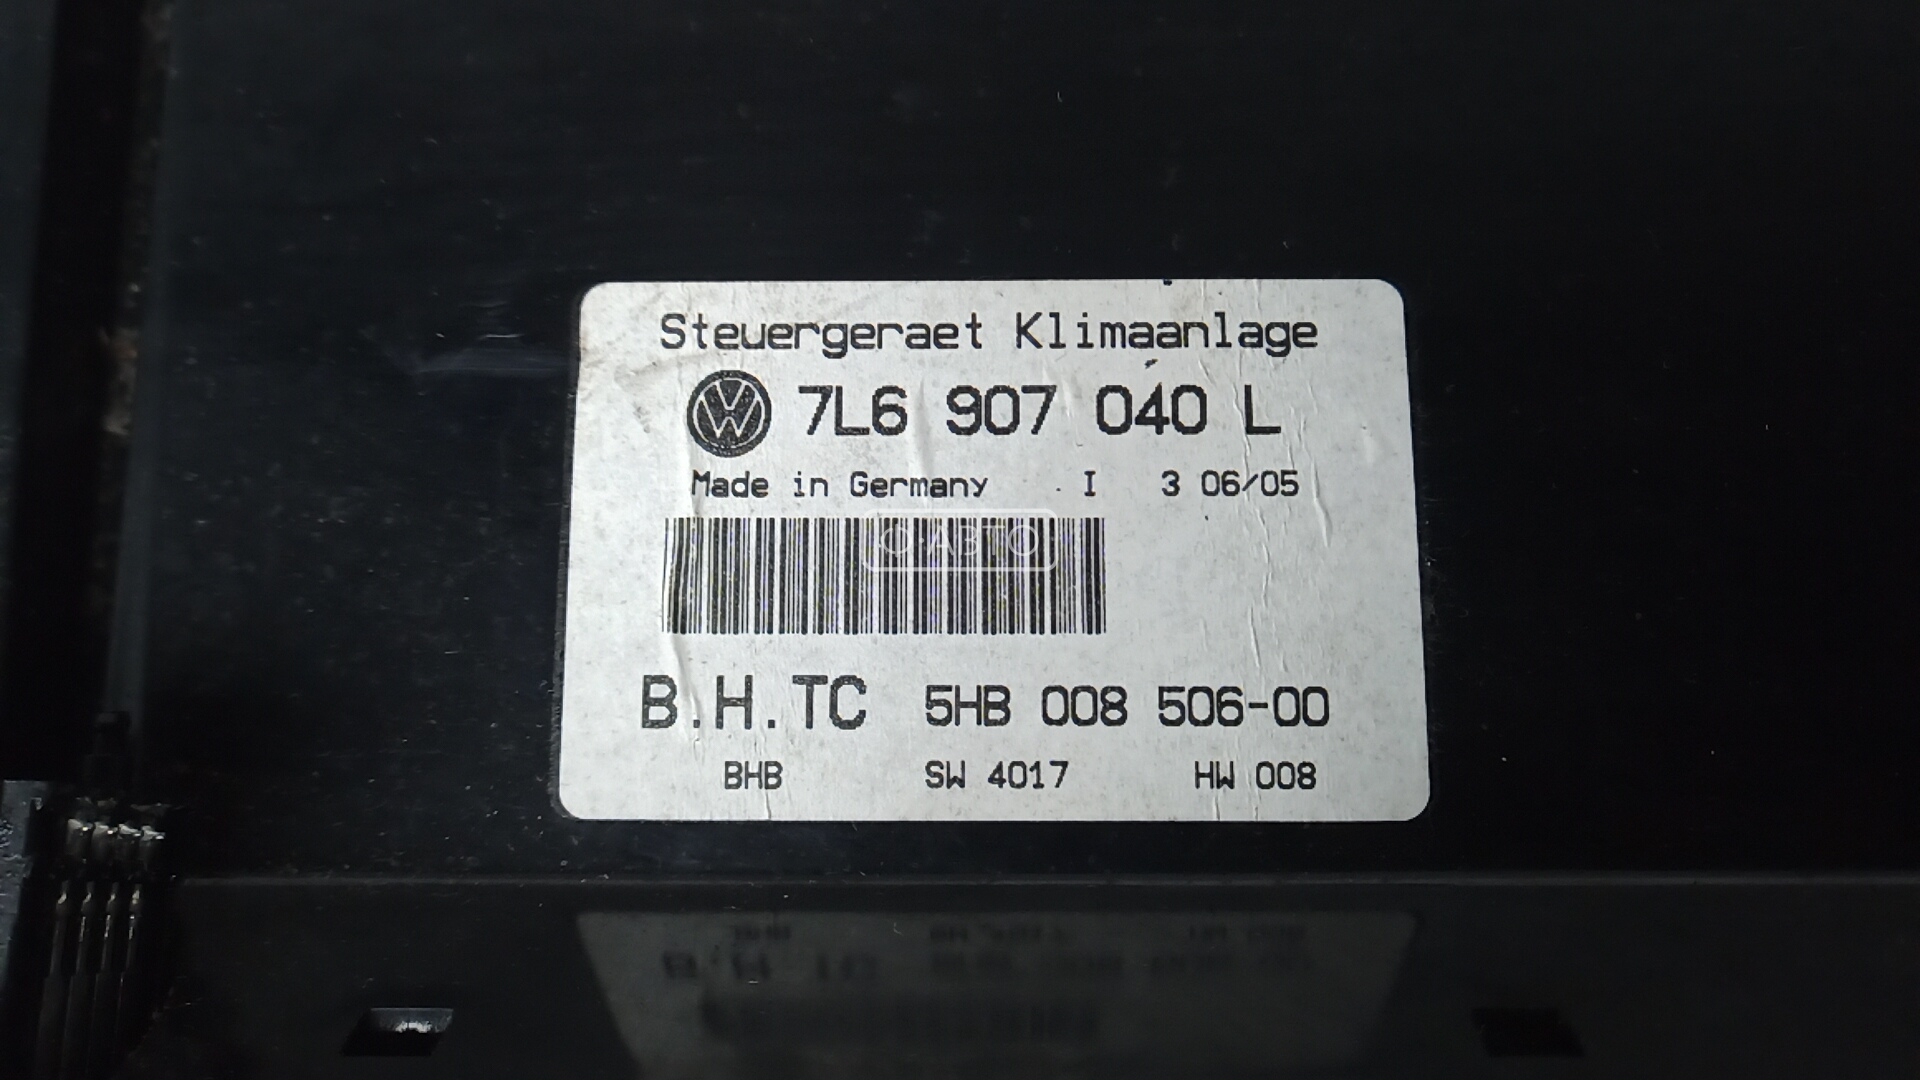 Steuergeraet Klimaanlage
7L6 907 040 L
Made in Germany . I 3 06/05
О·АВТО
B.H.TC 5HB 008 506-00
BHB SW 4017 HW 008